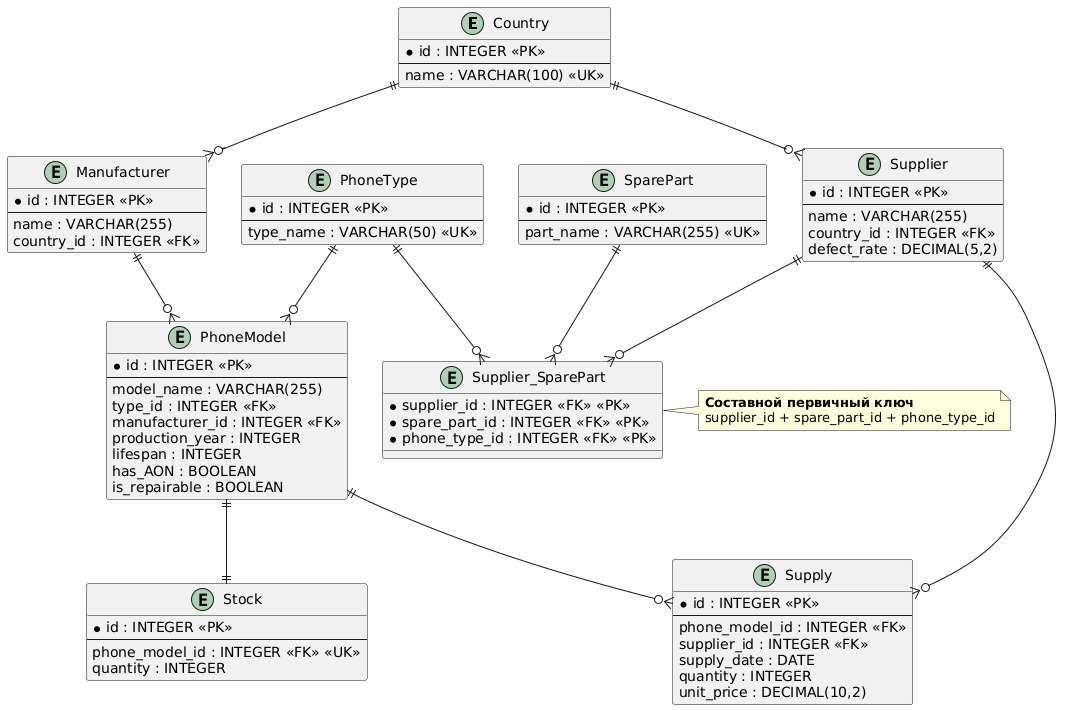 E Country
* id : INTEGER «PK»
name : VARCHAR(100) «UK»
E Manufacturer
* id : INTEGER «PK»
name : VARCHAR(255)
country_id : INTEGER «FK»
E PhoneType
* id : INTEGER «PK»
type_name : VARCHAR(50) «UK»
E SparePart
* id : INTEGER «PK»
part_name : VARCHAR(255) «UK»
E Supplier
* id : INTEGER «PK»
name : VARCHAR(255)
country_id : INTEGER «FK»
defect_rate : DECIMAL(5,2)
E PhoneModel
* id : INTEGER «PK»
model_name : VARCHAR(255)
type_id : INTEGER «FK»
manufacturer_id : INTEGER «FK»
production_year : INTEGER
lifespan : INTEGER
has_AON : BOOLEAN
is_repairable : BOOLEAN
E Supplier_SparePart
* supplier_id : INTEGER «FK» «PK»
* spare_part_id : INTEGER «FK» «PK»
* phone_type_id : INTEGER «FK» «PK»
Составной первичный ключ
supplier_id + spare_part_id + phone_type_id
E Stock
* id : INTEGER «PK»
phone_model_id : INTEGER «FK» «UK»
quantity : INTEGER
E Supply
* id : INTEGER «PK»
phone_model_id : INTEGER «FK»
supplier_id : INTEGER «FK»
supply_date : DATE
quantity : INTEGER
unit_price : DECIMAL(10,2)